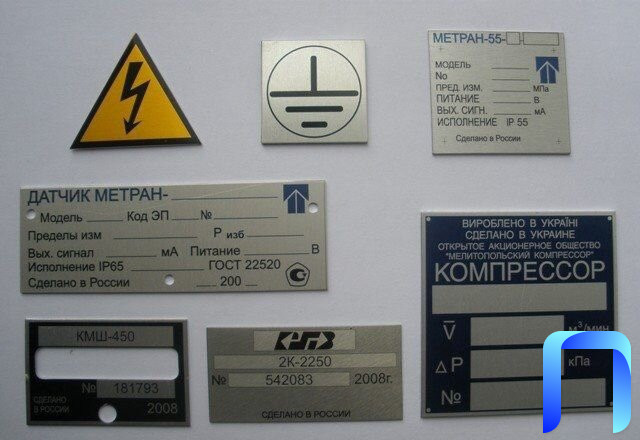 МЕТРАН-55-
МОДЕЛЬ
No
ПРЕД. ИЗМ. МПа
ПИТАНИЕ В
ВЫХ. СИГН. мА
ИСПОЛНЕНИЕ IP 55
Сделано в России
ДАТЧИК МЕТРАН-
Модель Код ЭП №
Пределы изм Р изб
Вых. сигнал мА Питание В
Исполнение IP65 ГОСТ 22520
Сделано в России 200
ВИРОБЛЕНО В УКРАЇНІ
СДЕЛАНО В УКРАИНЕ
ОТКРЫТОЕ АКЦИОНЕРНОЕ ОБЩЕСТВО
"МЕЛИТОПОЛЬСКИЙ КОМПРЕССОР"
КОМПРЕССОР
V̅ м³/мин
Δ P кПа
№
КМШ-450
№ 181793
СДЕЛАНО
В РОССИИ 2008
2К-2250
№ 542083 2008г.
СДЕЛАНО В РОССИИ